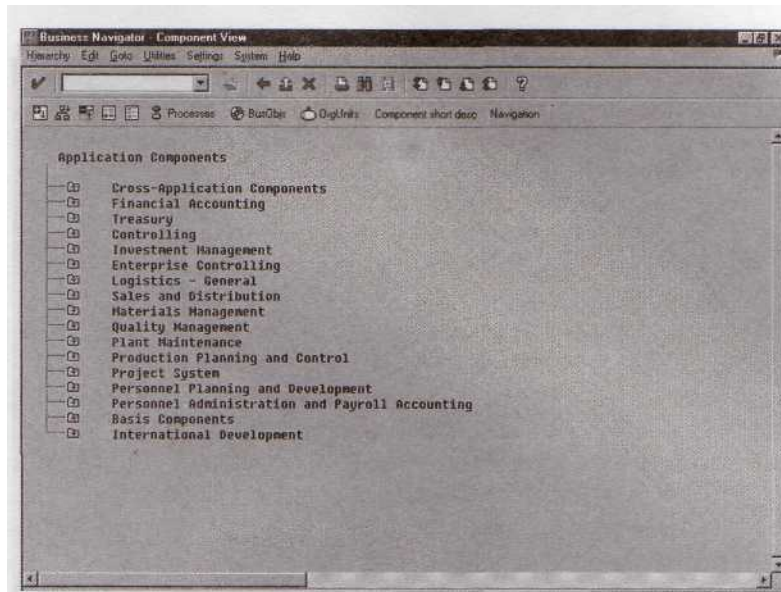 Business Navigator - Component View
Hierarchy Edit Goto Utilities Settings System Help
Processes BusObjs OrgUnits Component short desc Navigation
Application Components
Cross-Application Components
Financial Accounting
Treasury
Controlling
Investment Management
Enterprise Controlling
Logistics - General
Sales and Distribution
Materials Management
Quality Management
Plant Maintenance
Production Planning and Control
Project System
Personnel Planning and Development
Personnel Administration and Payroll Accounting
Basis Components
International Development